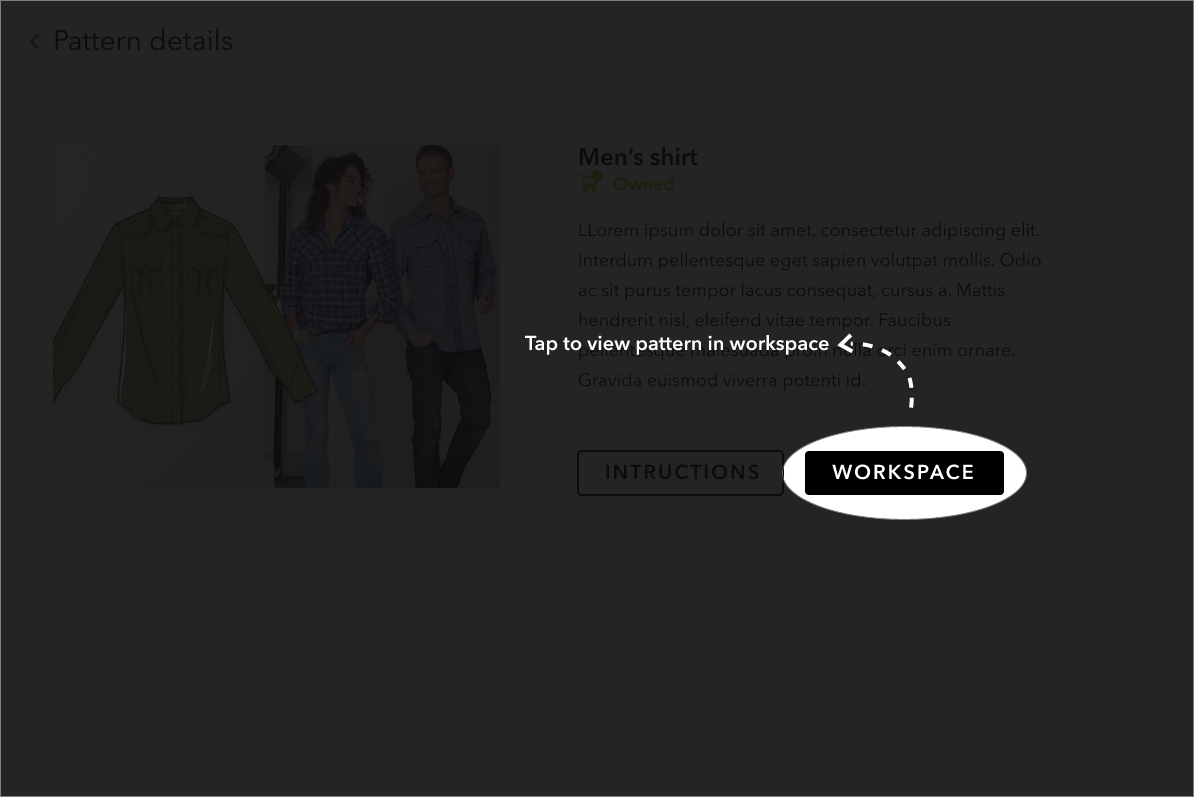 Pattern details
Men's shirt
Owned
LLorem ipsum dolor sit amet, consectetur adipiscing elit.
Interdum pellentesque eget sapien volutpat mollis. Odio
ac sit purus tempor lacus consequat, cursus a. Mattis
hendrerit nisl, eleifend vitae tempor. Faucibus
Tap to view pattern in workspace
pellentesque malesuada proin nulla orci enim ornare.
Gravida euismod viverra potenti id.
INTRUCTIONS
WORKSPACE